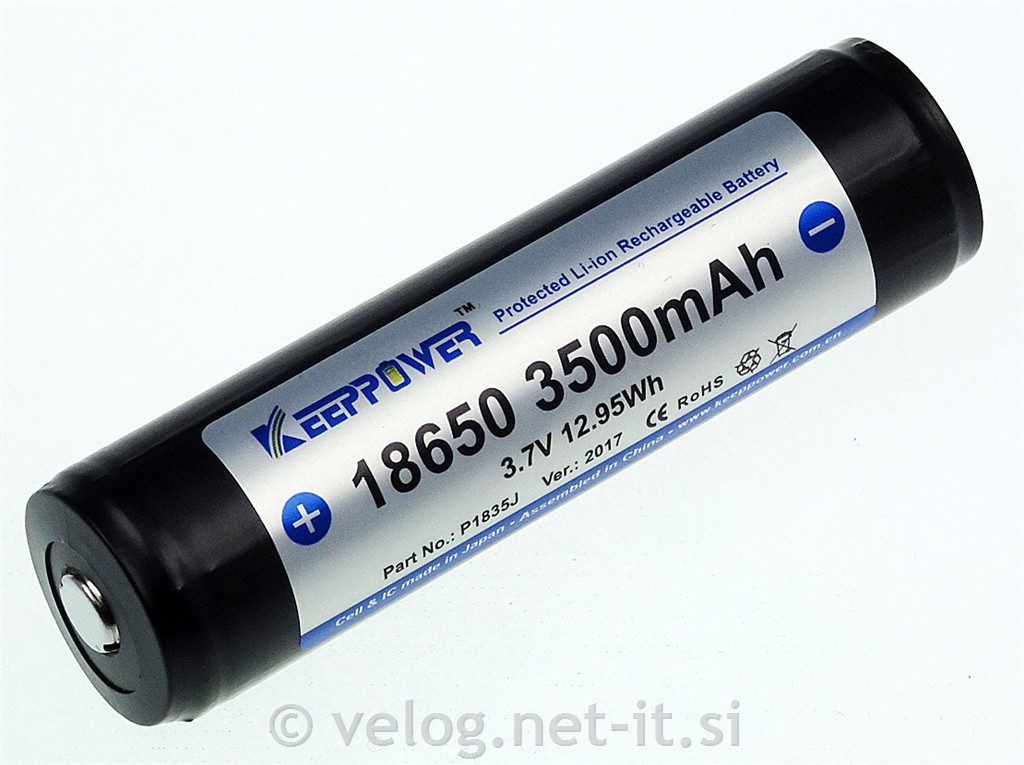 KEEPPOWER™
Protected Li-ion Rechargeable Battery
18650 3500mAh
3.7V 12.95Wh
Part No.: P1835J Ver.: 2017 CE RoHS
Cell & IC made in Japan - Assembled in China - www.keeppower.com.cn
+
−
© velog.net-it.si